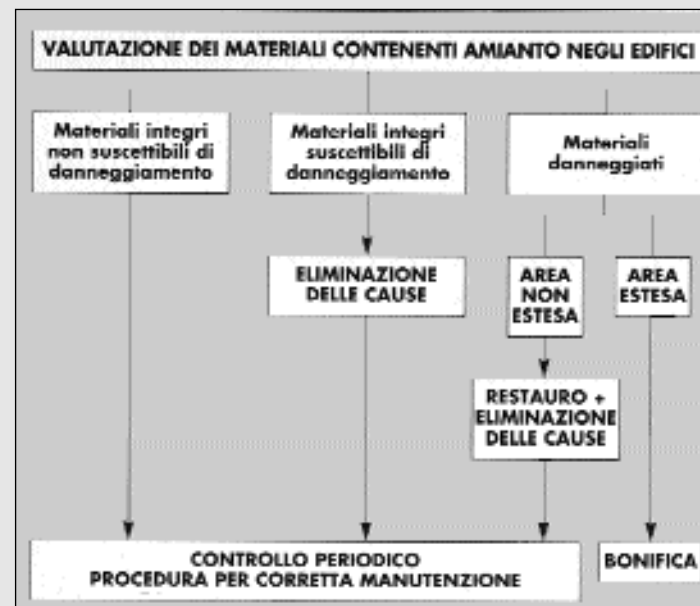 VALUTAZIONE DEI MATERIALI CONTENENTI AMIANTO NEGLI EDIFICI
Materiali integri
non suscettibili di
danneggiamento
Materiali integri
suscettibili di
danneggiamento
Materiali
danneggiati
ELIMINAZIONE
DELLE CAUSE
AREA
NON
ESTESA
AREA
ESTESA
RESTAURO +
ELIMINAZIONE
DELLE CAUSE
CONTROLLO PERIODICO
PROCEDURA PER CORRETTA MANUTENZIONE
BONIFICA